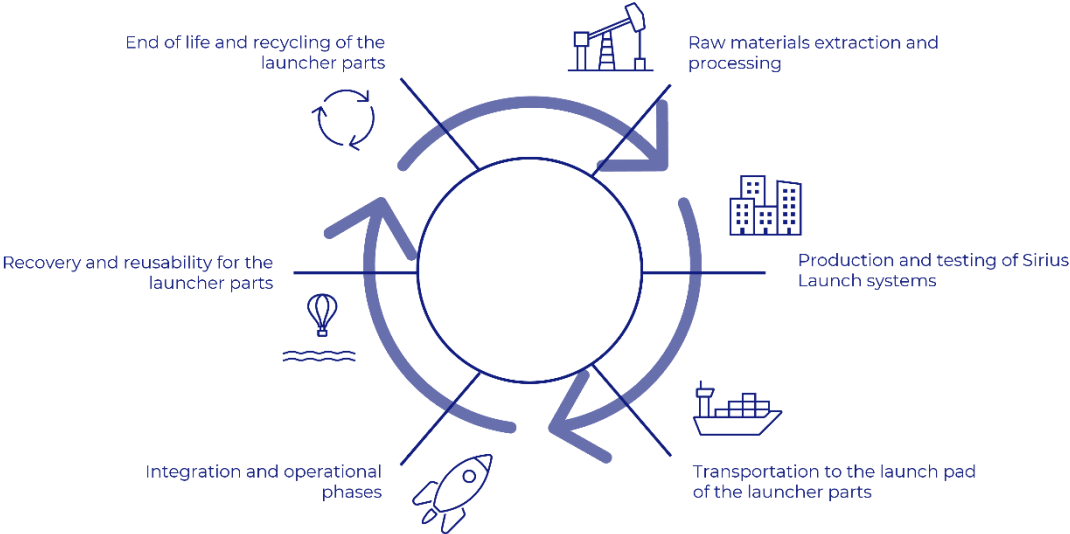 End of life and recycling of the
launcher parts
Raw materials extraction and
processing
Production and testing of Sirius
Launch systems
Transportation to the launch pad
of the launcher parts
Integration and operational
phases
Recovery and reusability for the
launcher parts